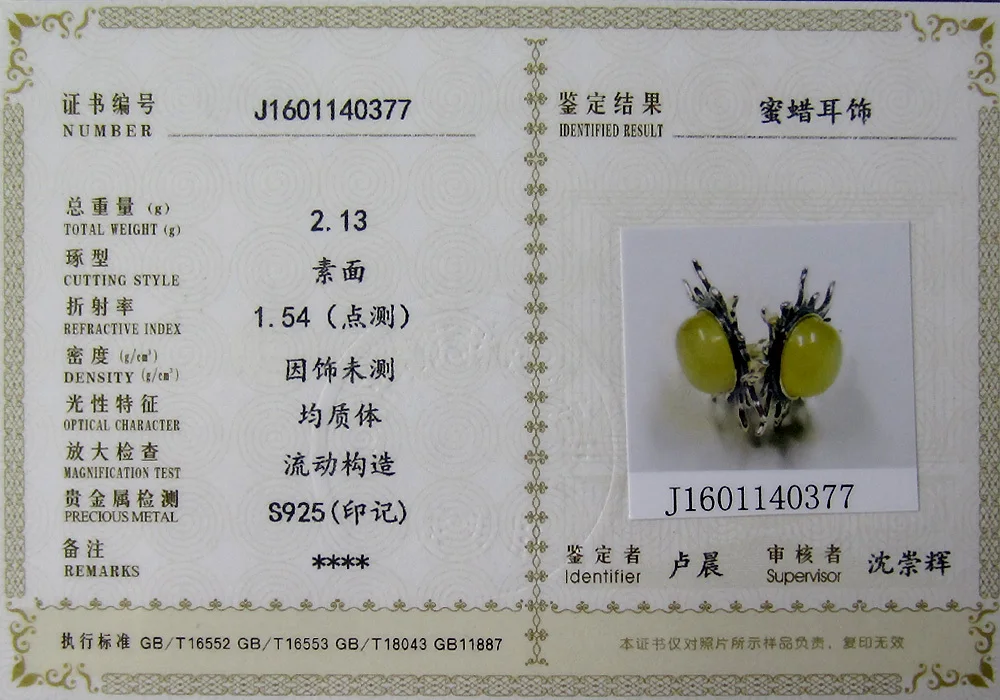 证书编号 J1601140377
NUMBER
总重量 (g) 2.13
TOTAL WEIGHT (g)
琢型 素面
CUTTING STYLE
折射率 1.54 (点测)
REFRACTIVE INDEX
密度 (g/cm³) 因饰未测
DENSITY (g/cm³)
光性特征 均质体
OPTICAL CHARACTER
放大检查 流动构造
MAGNIFICATION TEST
贵金属检测 S925(印记)
PRECIOUS METAL
备注 ****
REMARKS
执行标准 GB/T16552 GB/T16553 GB/T18043 GB11887
鉴定结果 蜜蜡耳饰
IDENTIFIED RESULT
J1601140377
鉴定者 卢晨 审核者 沈崇辉
Identifier Supervisor
本证书仅对照片所示样品负责，复印无效